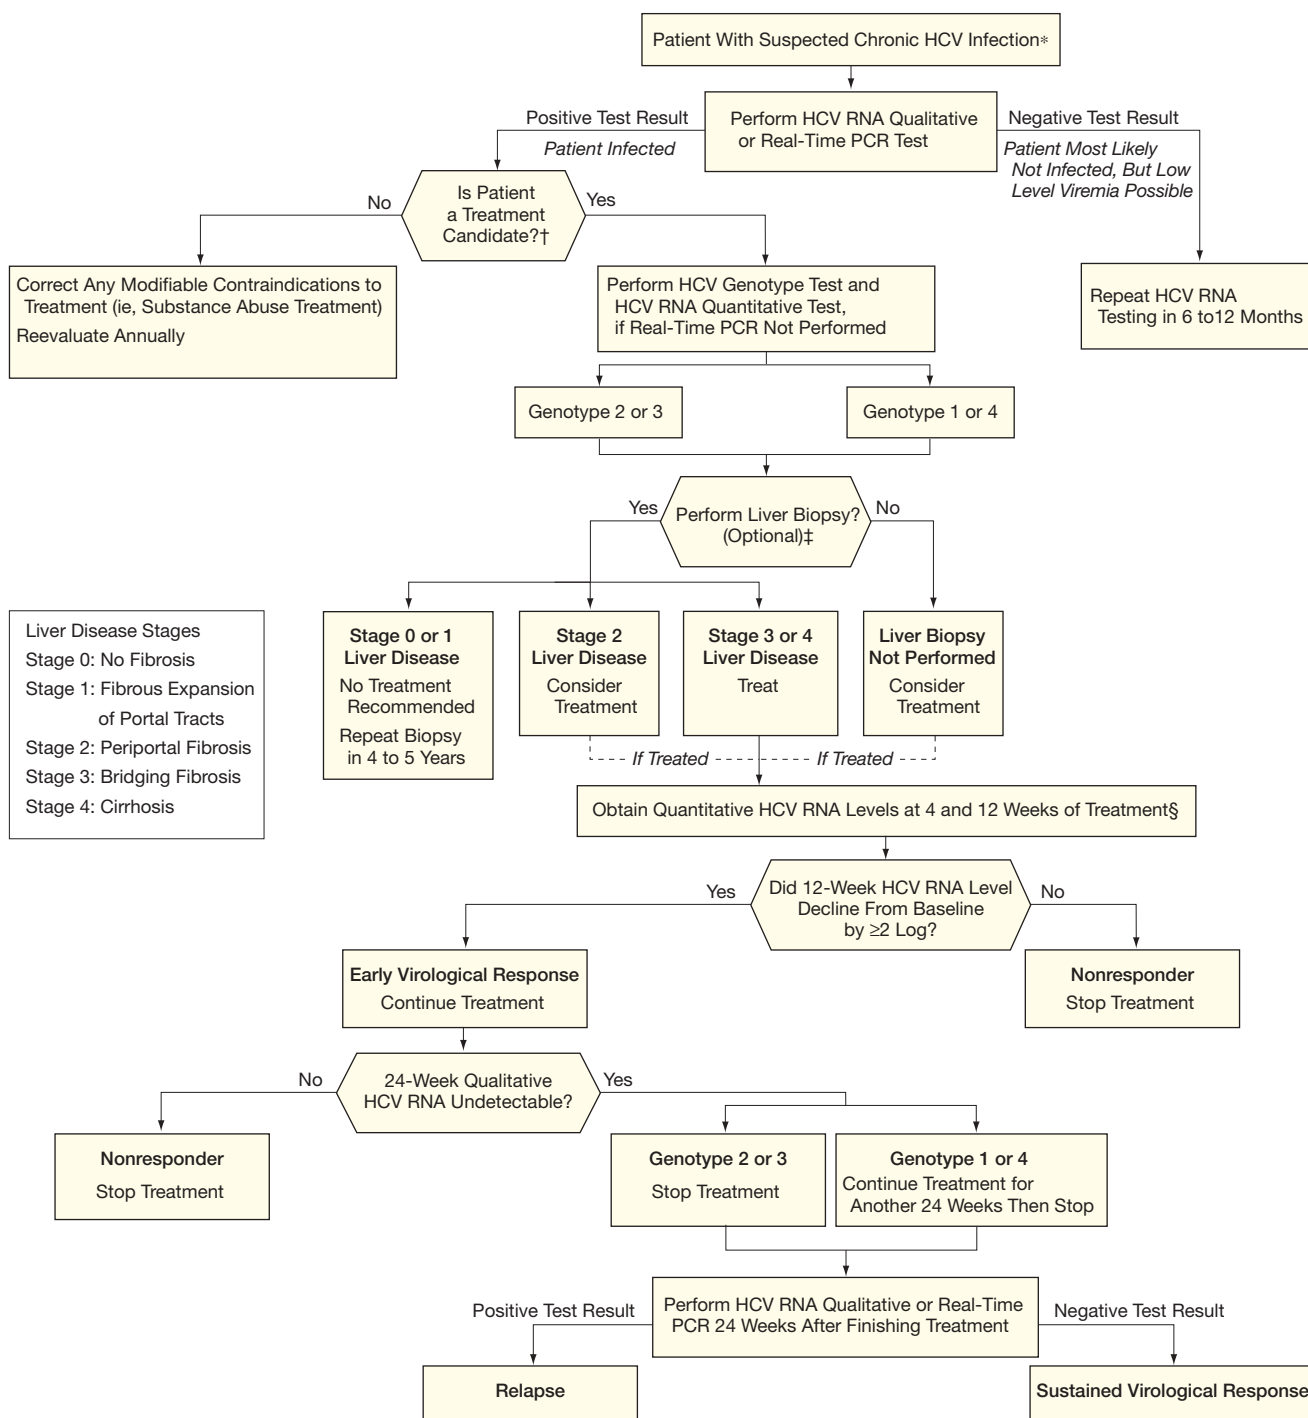 Patient With Suspected Chronic HCV Infection*
Positive Test Result
Patient Infected
Perform HCV RNA Qualitative
or Real-Time PCR Test
Negative Test Result
Patient Most Likely
Not Infected, But Low
Level Viremia Possible
No
Is Patient
a Treatment
Candidate?†
Yes
Correct Any Modifiable Contraindications to
Treatment (ie, Substance Abuse Treatment)
Reevaluate Annually
Perform HCV Genotype Test and
HCV RNA Quantitative Test,
if Real-Time PCR Not Performed
Repeat HCV RNA
Testing in 6 to12 Months
Genotype 2 or 3
Genotype 1 or 4
Yes
Perform Liver Biopsy?
(Optional)‡
No
Liver Disease Stages
Stage 0: No Fibrosis
Stage 1: Fibrous Expansion
of Portal Tracts
Stage 2: Periportal Fibrosis
Stage 3: Bridging Fibrosis
Stage 4: Cirrhosis
Stage 0 or 1
Liver Disease
No Treatment
Recommended
Repeat Biopsy
in 4 to 5 Years
Stage 2
Liver Disease
Consider
Treatment
Stage 3 or 4
Liver Disease
Treat
Liver Biopsy
Not Performed
Consider
Treatment
If Treated
If Treated
Obtain Quantitative HCV RNA Levels at 4 and 12 Weeks of Treatment§
Yes
Did 12-Week HCV RNA Level
Decline From Baseline
by ≥2 Log?
No
Early Virological Response
Continue Treatment
Nonresponder
Stop Treatment
No
24-Week Qualitative
HCV RNA Undetectable?
Yes
Nonresponder
Stop Treatment
Genotype 2 or 3
Stop Treatment
Genotype 1 or 4
Continue Treatment for
Another 24 Weeks Then Stop
Positive Test Result
Perform HCV RNA Qualitative or Real-Time
PCR 24 Weeks After Finishing Treatment
Negative Test Result
Relapse
Sustained Virological Response